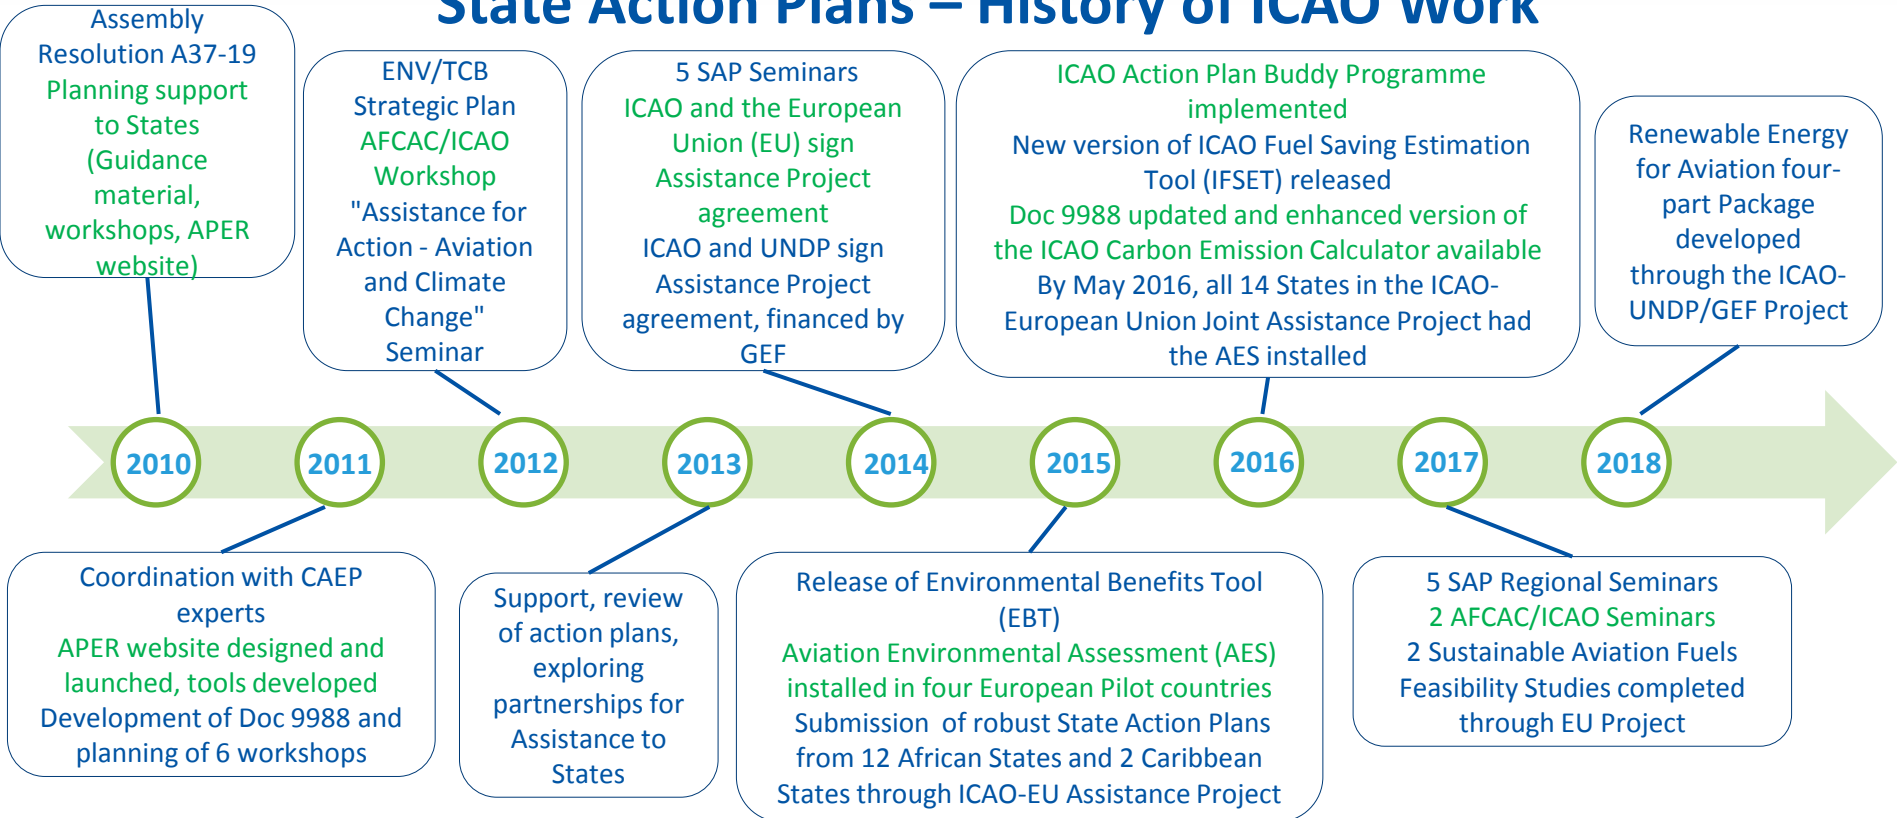 State Action Plans – History of ICAO Work
Assembly
Resolution A37-19
Planning support
to States
(Guidance
material,
workshops, APER
website)
ENV/TCB
Strategic Plan
AFCAC/ICAO
Workshop
"Assistance for
Action - Aviation
and Climate
Change"
Seminar
5 SAP Seminars
ICAO and the European
Union (EU) sign
Assistance Project
agreement
ICAO and UNDP sign
Assistance Project
agreement, financed by
GEF
ICAO Action Plan Buddy Programme
implemented
New version of ICAO Fuel Saving Estimation
Tool (IFSET) released
Doc 9988 updated and enhanced version of
the ICAO Carbon Emission Calculator available
By May 2016, all 14 States in the ICAO-
European Union Joint Assistance Project had
the AES installed
Renewable Energy
for Aviation four-
part Package
developed
through the ICAO-
UNDP/GEF Project
2010
2011
2012
2013
2014
2015
2016
2017
2018
Coordination with CAEP
experts
APER website designed and
launched, tools developed
Development of Doc 9988 and
planning of 6 workshops
Support, review
of action plans,
exploring
partnerships for
Assistance to
States
Release of Environmental Benefits Tool
(EBT)
Aviation Environmental Assessment (AES)
installed in four European Pilot countries
Submission  of robust State Action Plans
from 12 African States and 2 Caribbean
States through ICAO-EU Assistance Project
5 SAP Regional Seminars
2 AFCAC/ICAO Seminars
2 Sustainable Aviation Fuels
Feasibility Studies completed
through EU Project